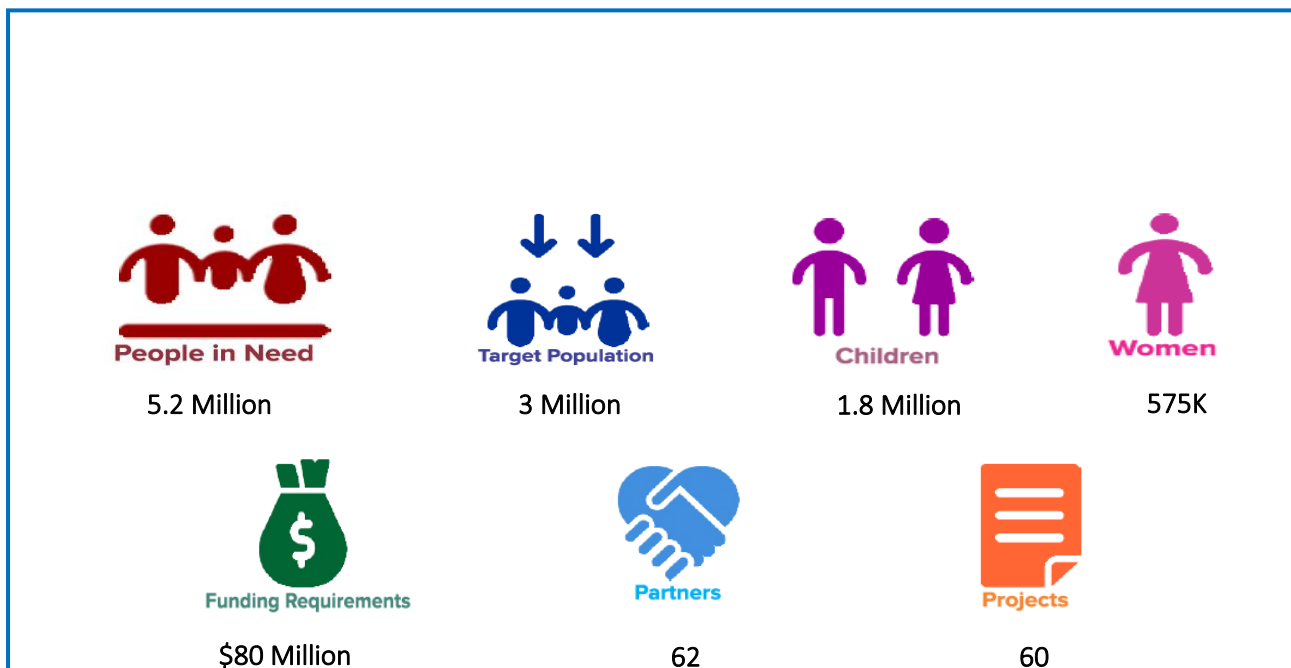 People in Need
Target Population
Children
Women
5.2 Million
3 Million
1.8 Million
575K
$
Funding Requirements
Partners
Projects
$80 Million
62
60